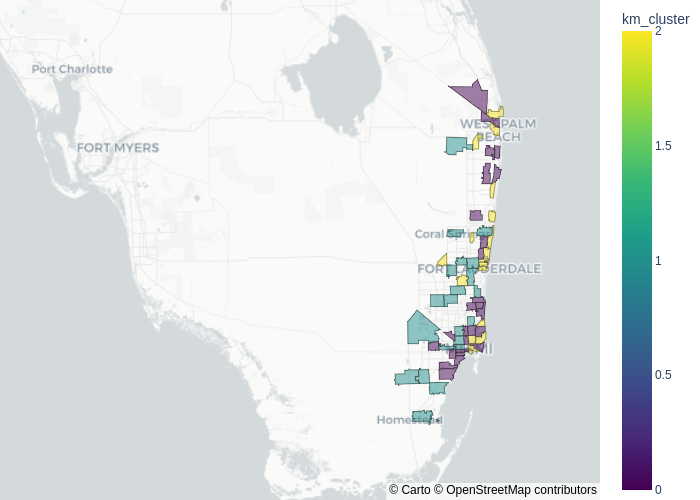 km_cluster
2
1.5
1
0.5
0
Port Charlotte
FORT MYERS
WEST PALM
BEACH
Coral Springs
FORT LAUDERDALE
Homestead
© Carto © OpenStreetMap contributors